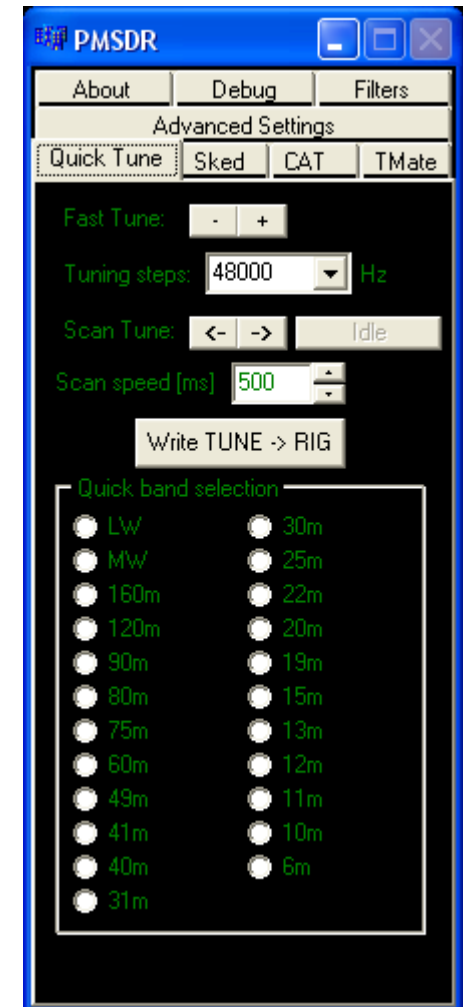 PMSDR
About Debug Filters
Advanced Settings
Quick Tune Sked CAT TMate
Fast Tune: - +
Tuning steps: 48000 Hz
Scan Tune: <- -> Idle
Scan speed [ms] 500
Write TUNE -> RIG
Quick band selection
LW 30m
MW 25m
160m 22m
120m 20m
90m 19m
80m 15m
75m 13m
60m 12m
49m 11m
41m 10m
40m 6m
31m